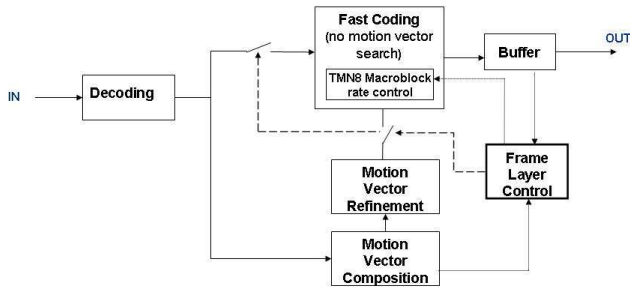 Fast Coding
(no motion vector
search)
TMN8 Macroblock
rate control
Buffer
OUT
IN
Decoding
Frame
Layer
Control
Motion
Vector
Refinement
Motion
Vector
Composition